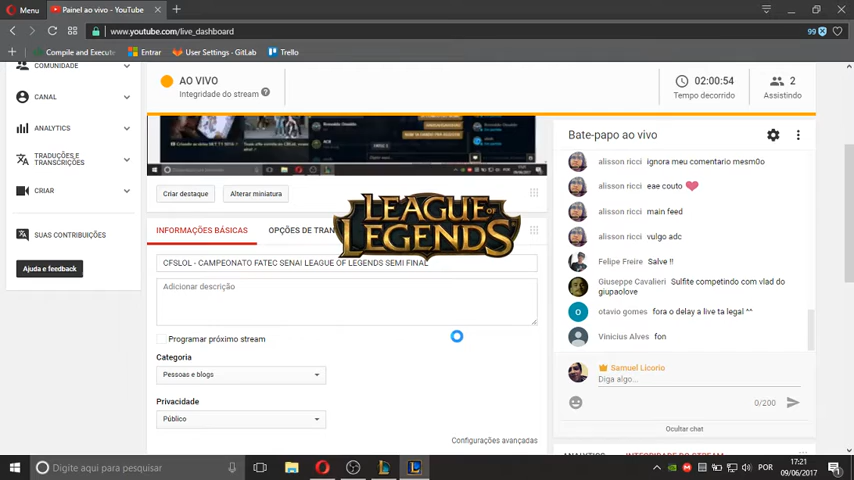 Menu
Painel ao vivo - YouTube
www.youtube.com/live_dashboard
99
Compile and Execute
Entrar
User Settings - GitLab
Trello
COMUNIDADE
CANAL
ANALYTICS
TRADUÇÕES E
TRANSCRIÇÕES
CRIAR
SUAS CONTRIBUIÇÕES
Ajuda e feedback
AO VIVO
Integridade do stream
02:00:54
Tempo decorrido
2
Assistindo
Criar destaque
Alterar miniatura
LEAGUE OF
LEGENDS
INFORMAÇÕES BÁSICAS
OPÇÕES DE TRAN
CFSLOL - CAMPEONATO FATEC SENAI LEAGUE OF LEGENDS SEMI FINAL
Adicionar descrição
Programar próximo stream
Categoria
Pessoas e blogs
Privacidade
Público
Configurações avançadas
Bate-papo ao vivo
alisson ricci ignora meu comentario mesm0o
alisson ricci eae couto
alisson ricci main feed
alisson ricci vulgo adc
Felipe Freire Salve !!
Giuseppe Cavalieri Sulfite competindo com vlad do
giupaolove
otavio gomes fora o delay a live ta legal ^^
Vinicius Alves fon
Samuel Licorio
Diga algo...
0/200
Ocultar chat
ANALYTICS
INTEGRIDADE DO STREAM
Digite aqui para pesquisar
POR
17:21
09/06/2017